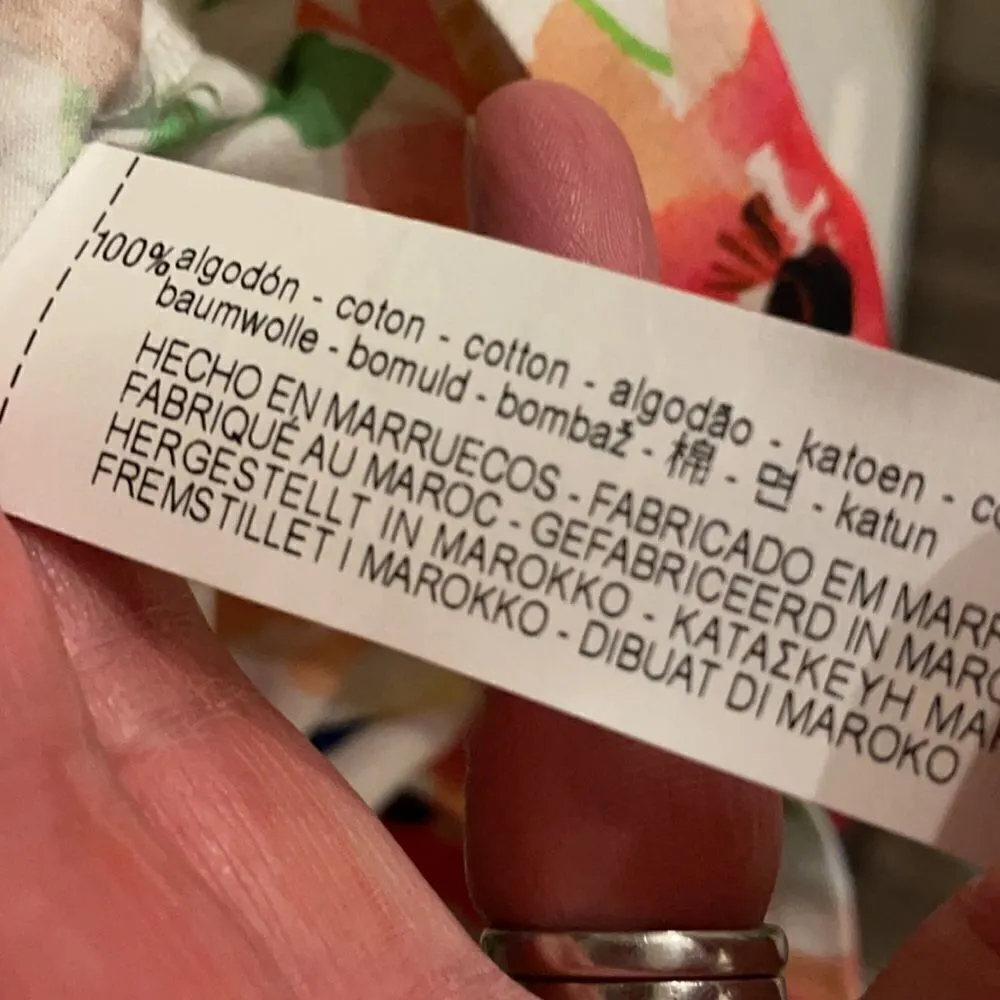 100% algodón - coton - cotton - algodão - katoen -
baumwolle - bomuld - bombaž - 棉 - 면 - katun
HECHO EN MARRUECOS - FABRICADO EM
FABRIQUÉ AU MAROC - GEFABRICEERD IN
HERGESTELLT IN MAROKKO - ΚΑΤΑΣΚΕΥΗ
FREMSTILLET I MAROKKO - DIBUAT DI MAROKO